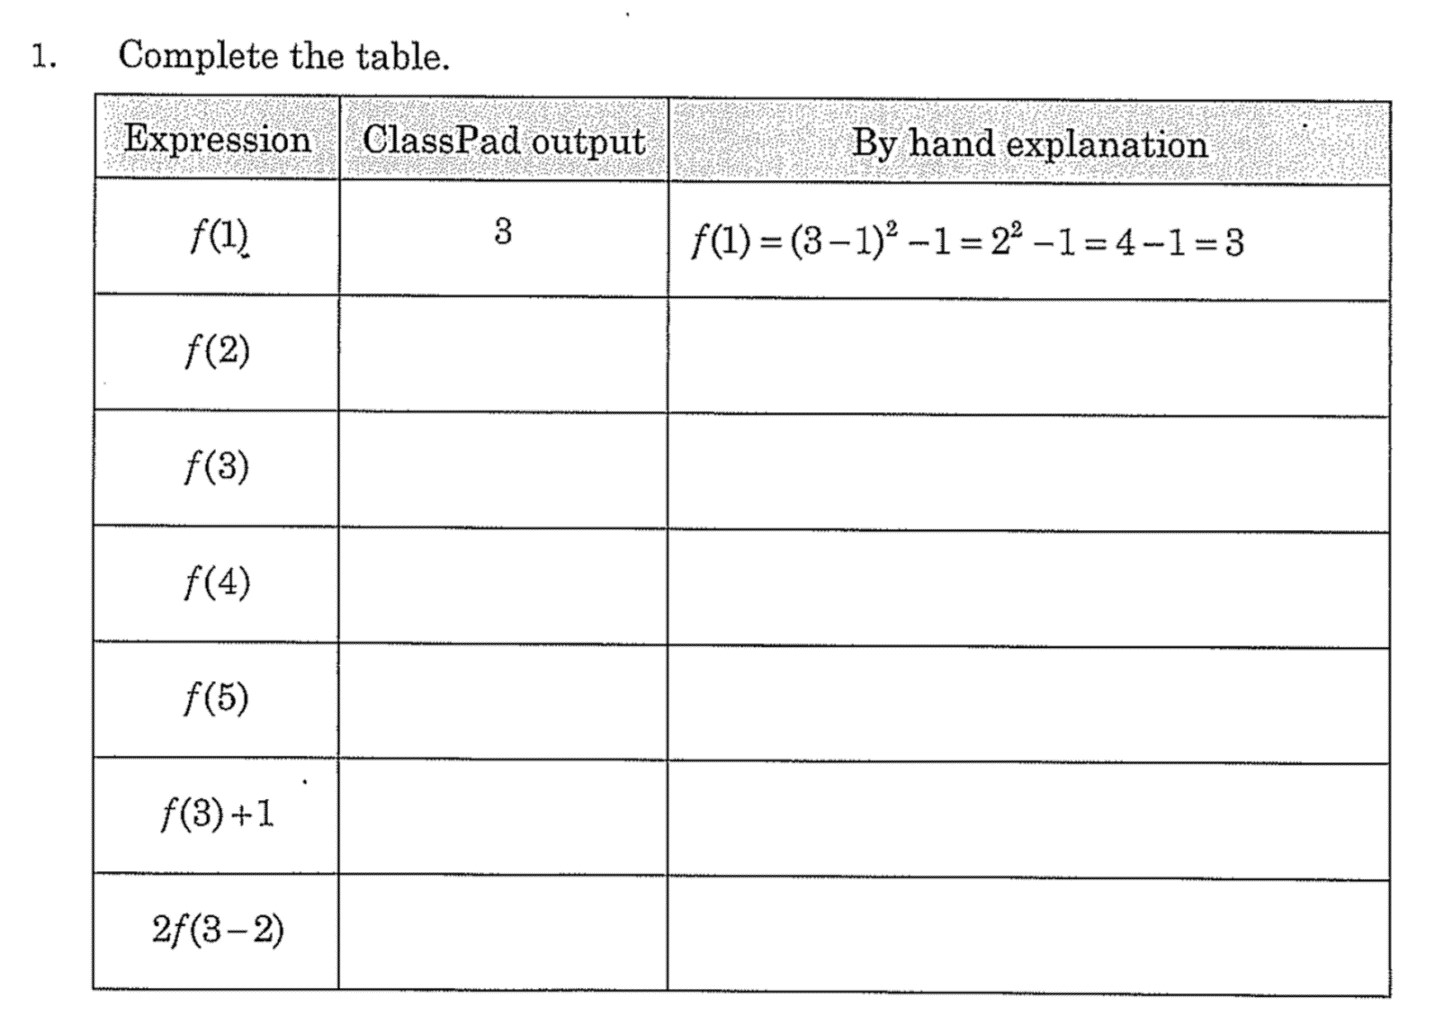 1. Complete the table.
Expression ClassPad output By hand explanation
f(1) 3 f(1) = (3−1)² −1 = 2² −1 = 4−1 = 3
f(2)
f(3)
f(4)
f(5)
f(3)+1
2f(3−2)